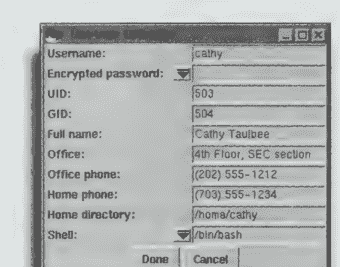 Username: cathy
Encrypted password:
UID: 503
GID: 504
Full name: Cathy Taulbee
Office: 4th Floor, SEC section
Office phone: (202) 555-1212
Home phone: (703) 555-1234
Home directory: /home/cathy
Shell: /bin/bash
Done Cancel